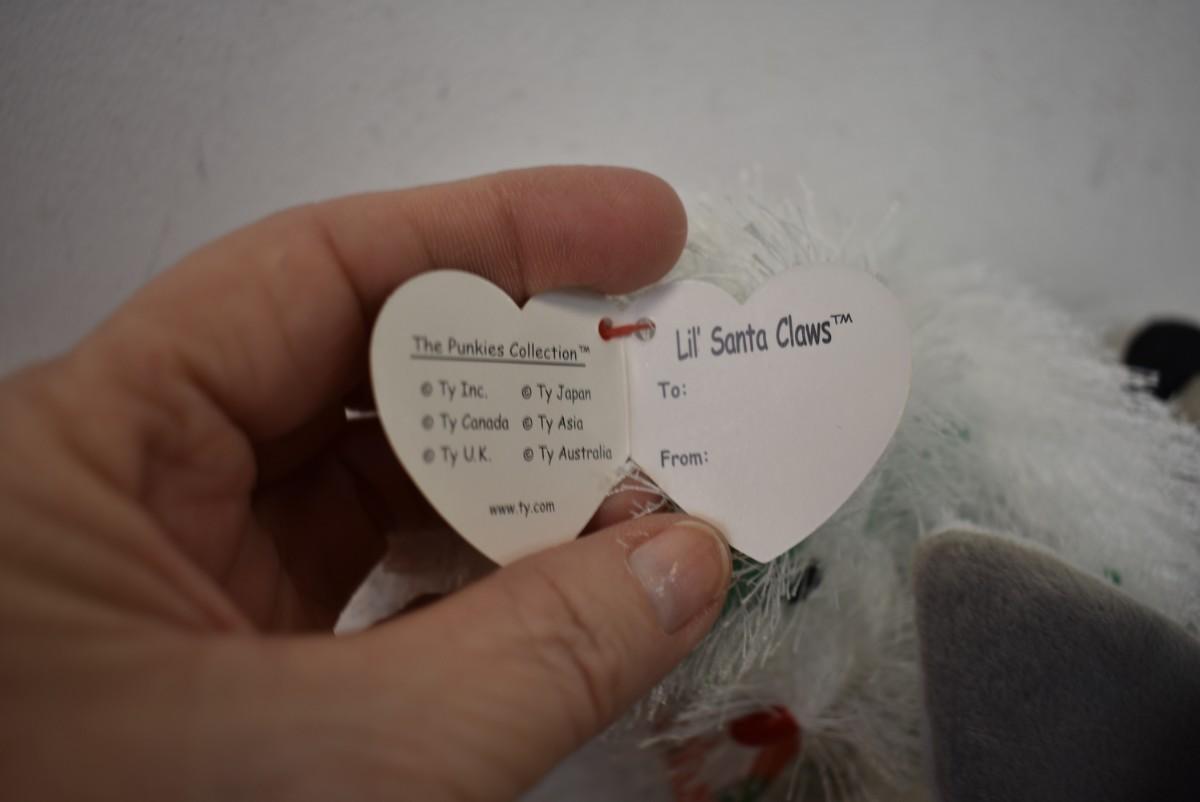 The Punkies Collection™
© Ty Inc. © Ty Japan
© Ty Canada © Ty Asia
© Ty U.K. © Ty Australia
www.ty.com
Lil' Santa Claws™
To:
From: